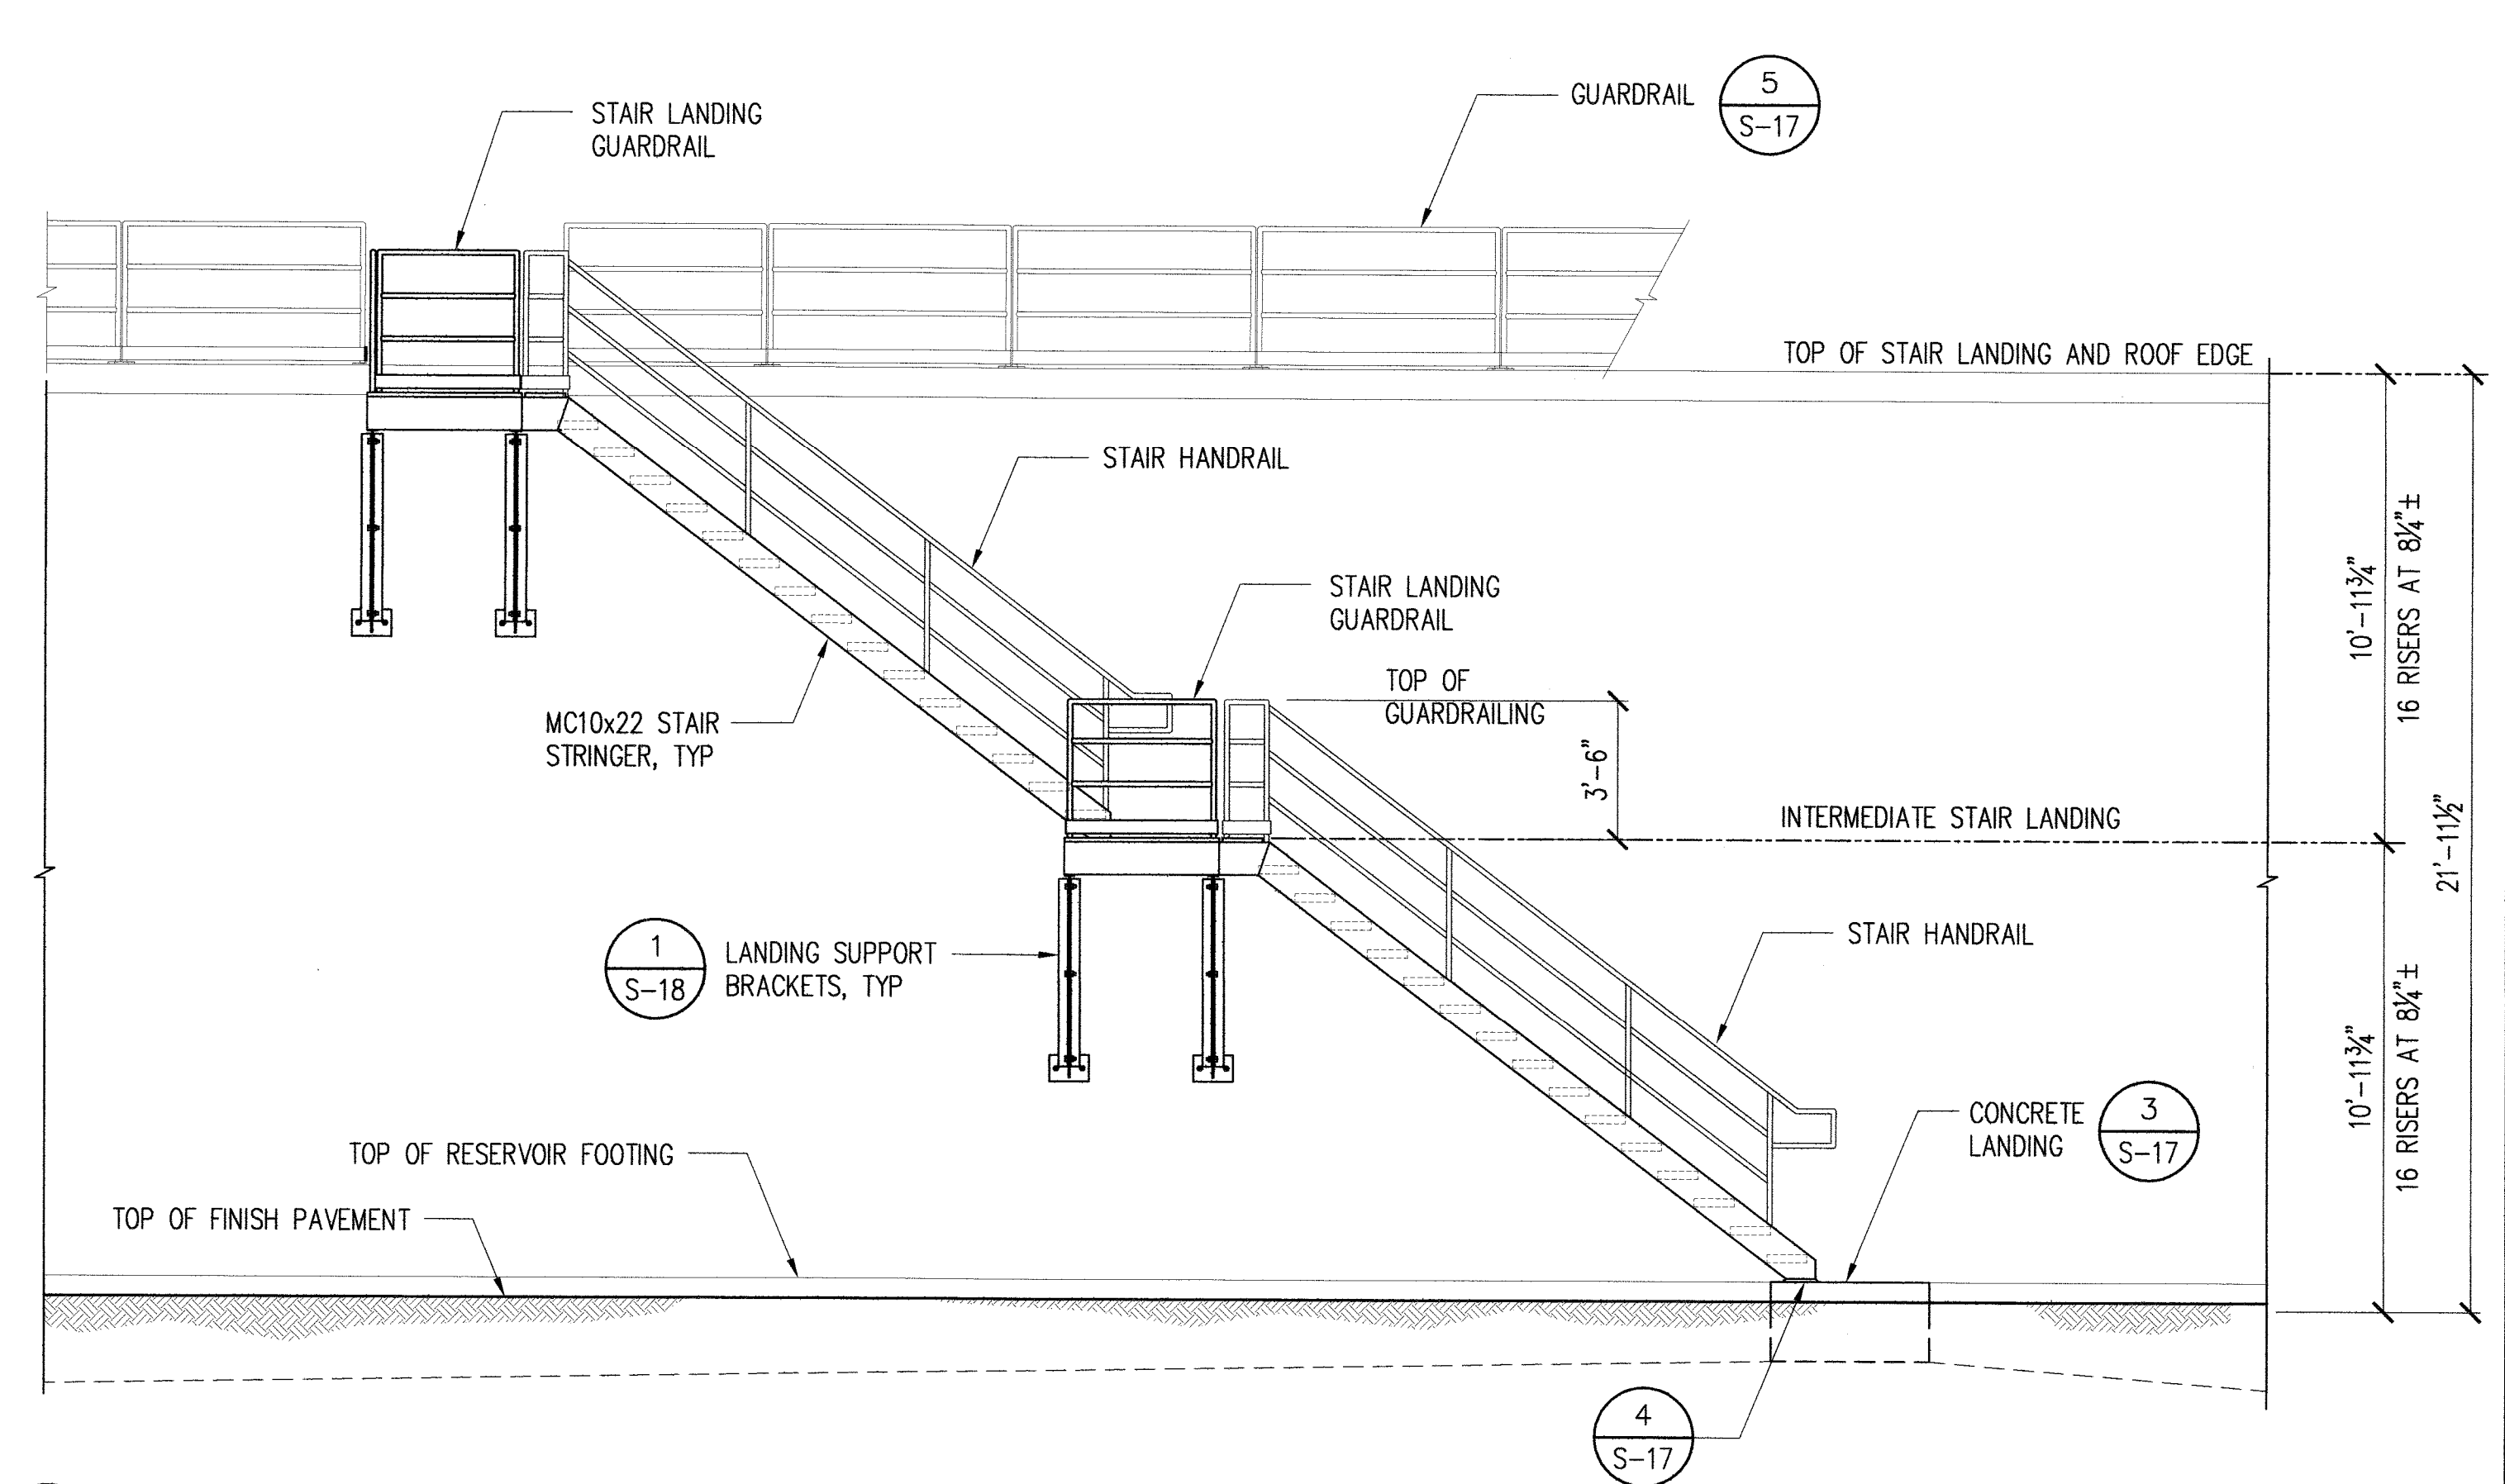 STAIR LANDING
GUARDRAIL
GUARDRAIL
5
S-17
TOP OF STAIR LANDING AND ROOF EDGE
STAIR HANDRAIL
STAIR LANDING
GUARDRAIL
TOP OF
GUARDRAILING
MC10x22 STAIR
STRINGER, TYP
3'-6"
10'-11¾"
16 RISERS AT 8¼"±
INTERMEDIATE STAIR LANDING
21'-11½"
1
S-18
LANDING SUPPORT
BRACKETS, TYP
STAIR HANDRAIL
10'-11¾"
16 RISERS AT 8¼"±
CONCRETE
LANDING
3
S-17
TOP OF RESERVOIR FOOTING
TOP OF FINISH PAVEMENT
4
S-17